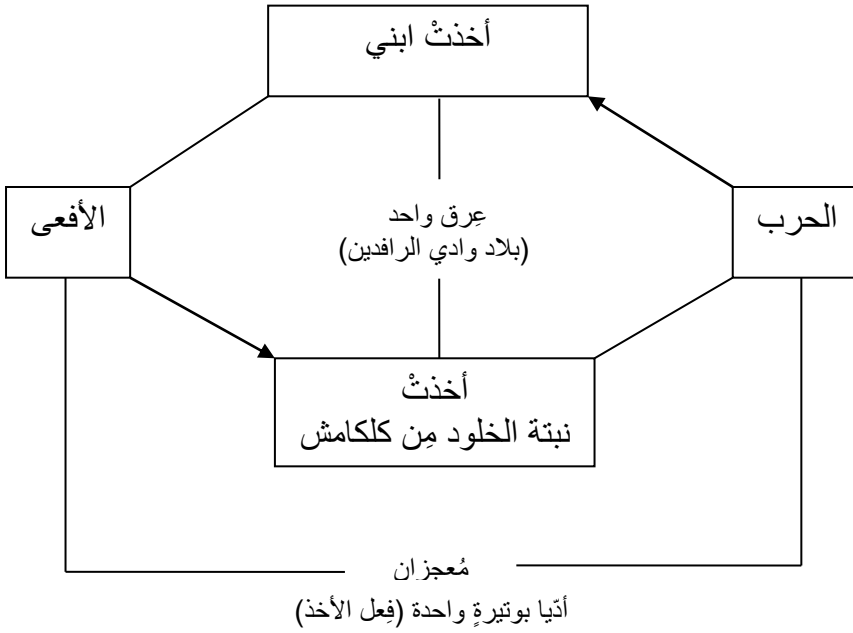 أخذتْ ابني
الحرب
الأفعى
عِرق واحد
(بلاد وادي الرافدين)
أخذتْ
نبتة الخلود مِن كلكامش
مُعجزان
أدّيا بوتيرةٍ واحدة (فِعل الأخذ)